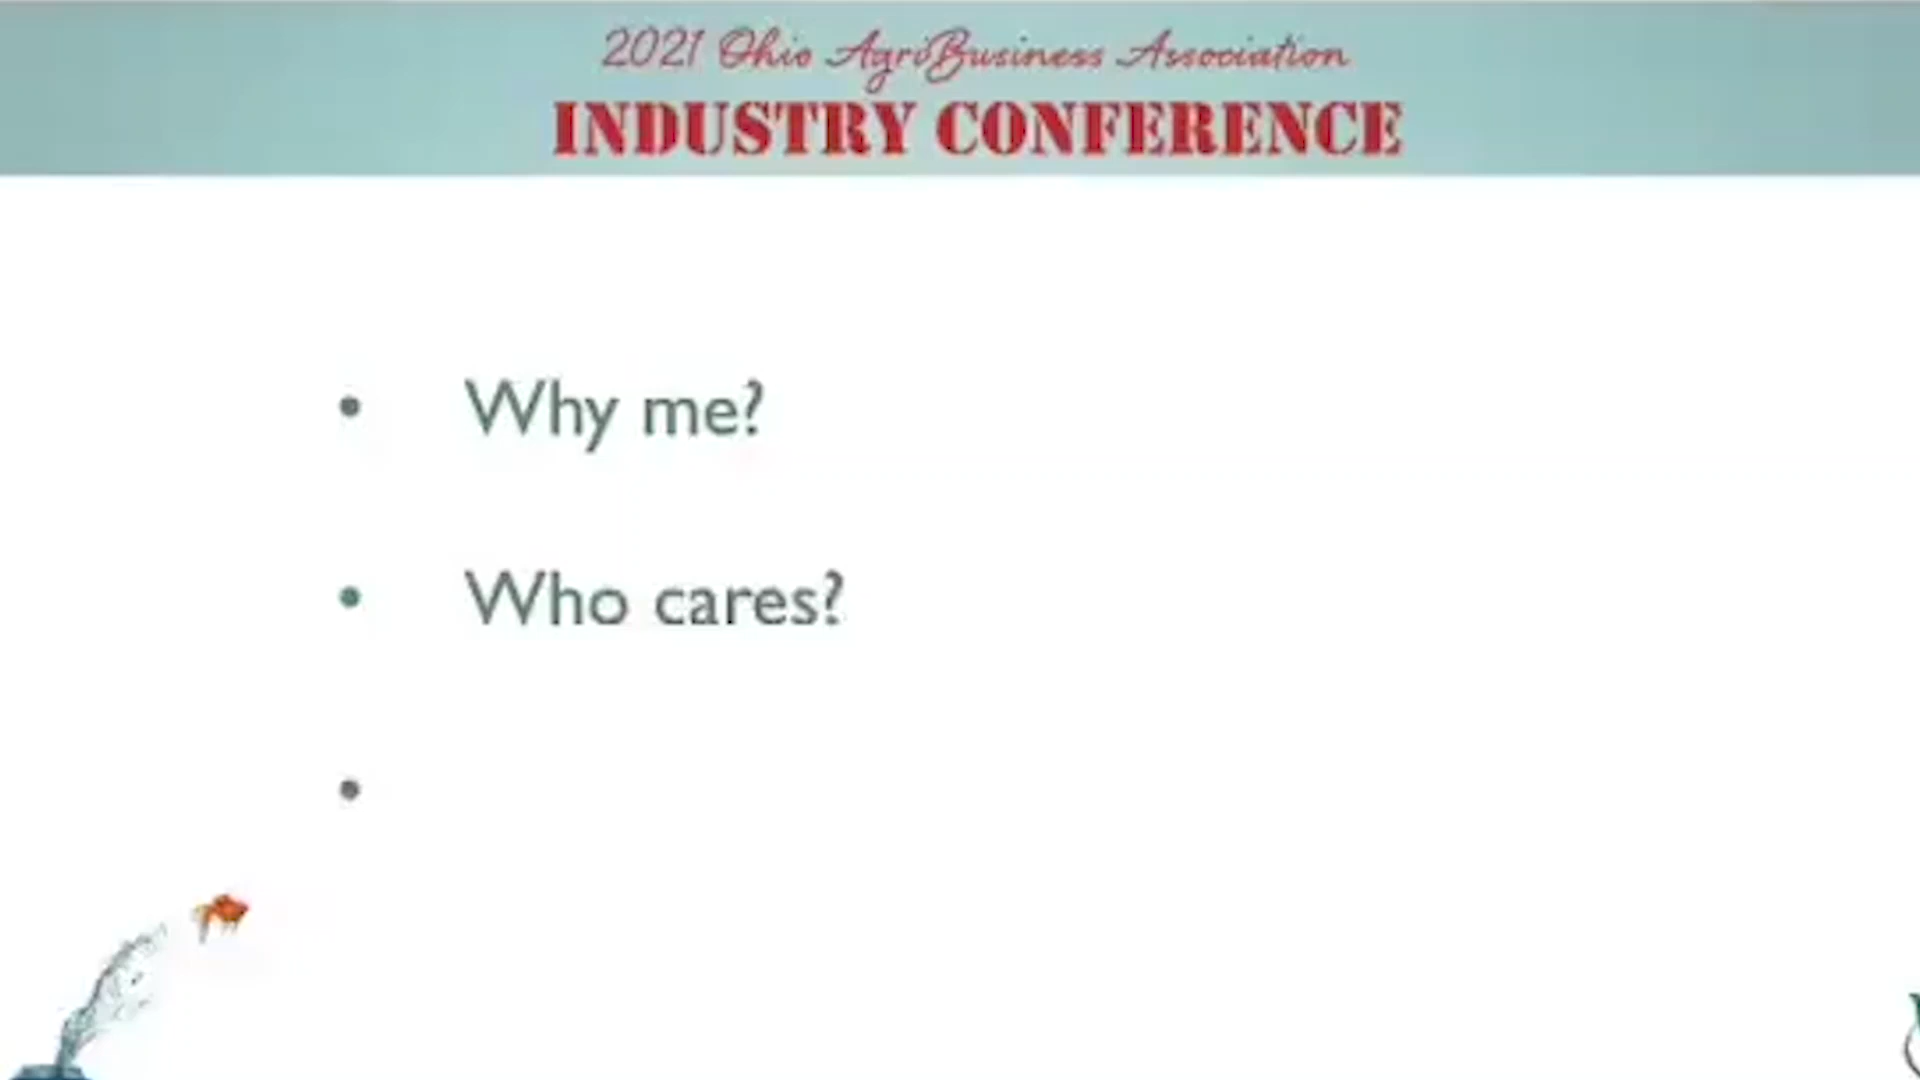 2021 Ohio AgriBusiness Association
INDUSTRY CONFERENCE
• Why me?
• Who cares?
•